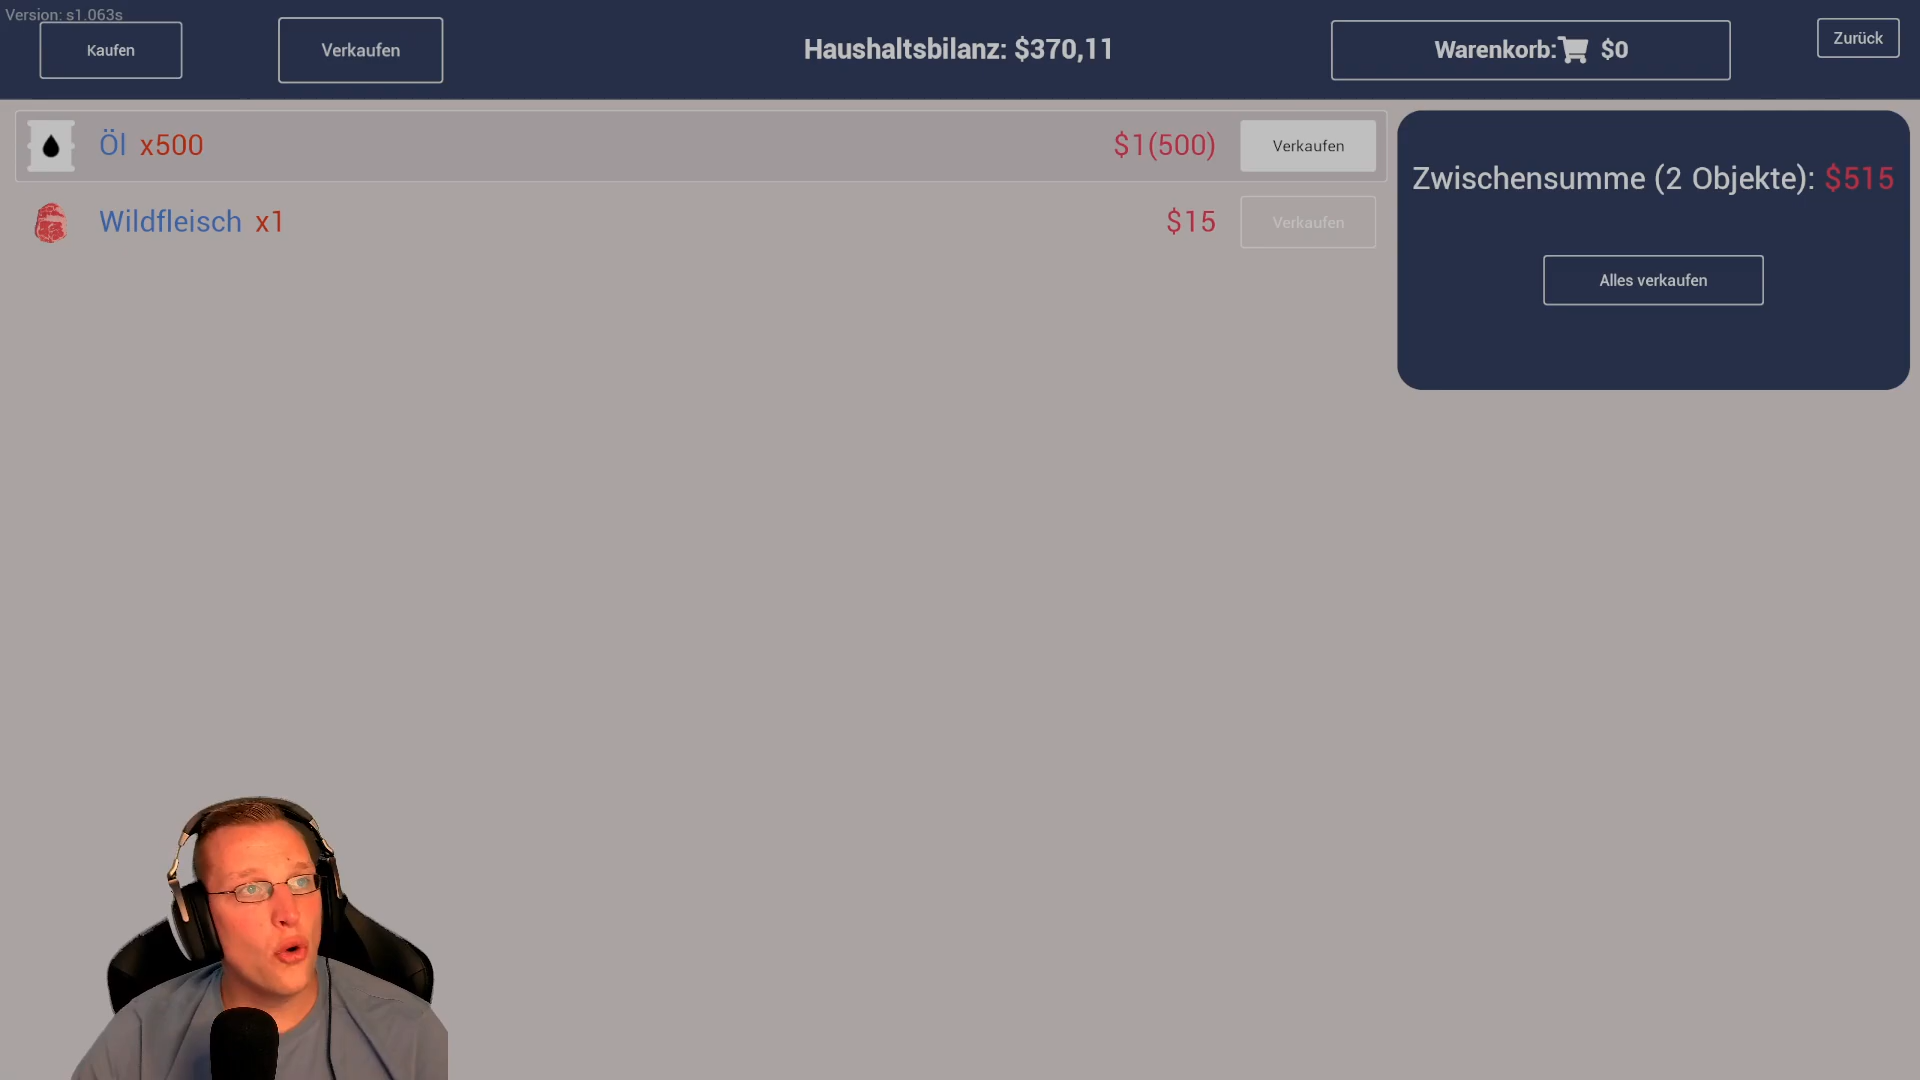 Version: s1.063s
Kaufen
Verkaufen
Haushaltsbilanz: $370,11
Warenkorb: $0
Zurück
Öl x500
$1(500)
Verkaufen
Wildfleisch x1
$15
Verkaufen
Zwischensumme (2 Objekte): $515
Alles verkaufen